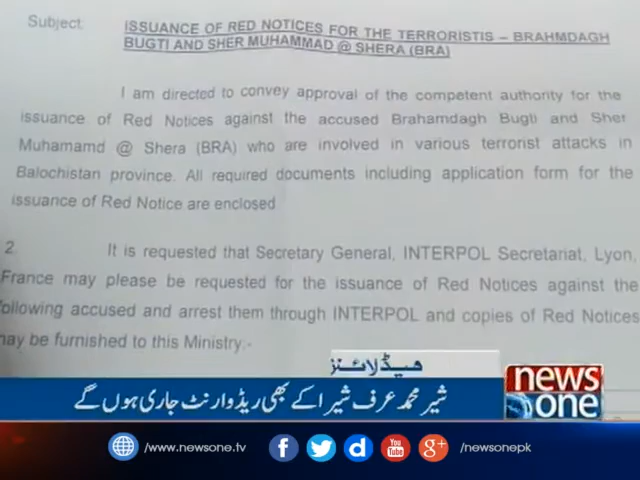 Subject: ISSUANCE OF RED NOTICES FOR THE TERRORISTIS – BRAHMDAGH
BUGTI AND SHER MUHAMMAD @ SHERA (BRA)
I am directed to convey approval of the competent authority for the
issuance of Red Notices against the accused Brahamdagh Bugti and Sher
Muhamamd @ Shera (BRA) who are involved in various terrorist attacks in
Balochistan province. All required documents including application form for the
issuance of Red Notice are enclosed
2. It is requested that Secretary General, INTERPOL Secretariat, Lyon,
France may please be requested for the issuance of Red Notices against the
following accused and arrest them through INTERPOL and copies of Red Notices
may be furnished to this Ministry.-
ہیڈلائنز
شیر محمد عرف شیرا کے بھی ریڈ وارنٹ جاری ہوں گے
news
one
/www.newsone.tv
/newsonepk